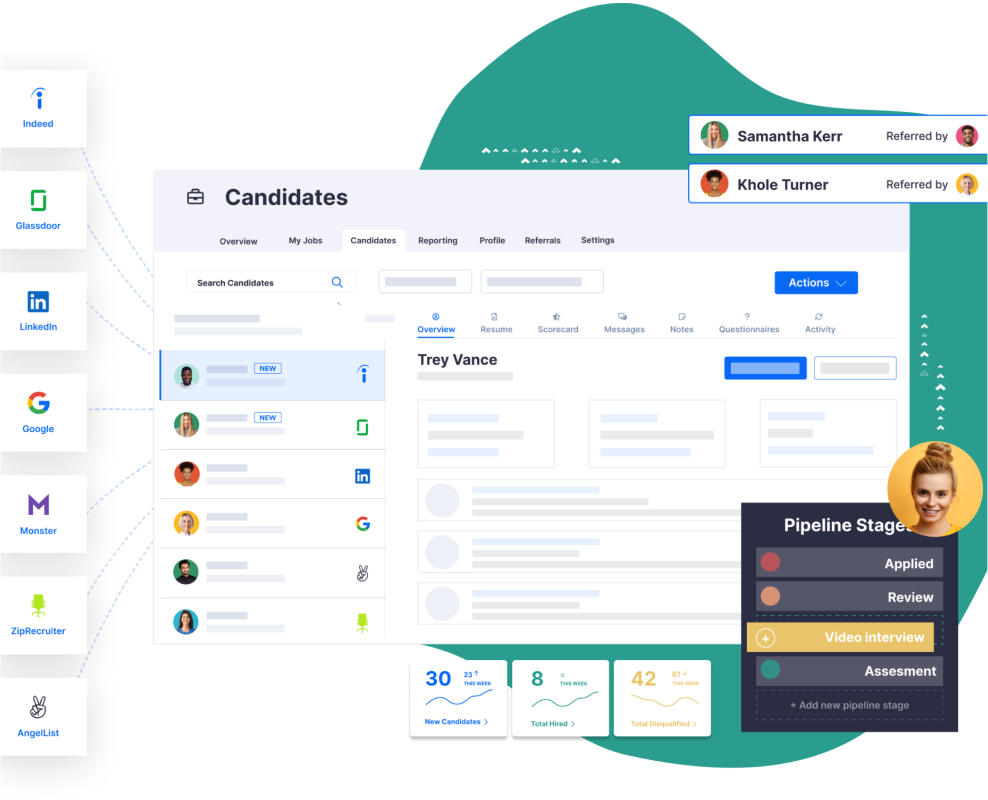 Indeed
Glassdoor
LinkedIn
Google
Monster
ZipRecruiter
AngelList
Samantha Kerr Referred by
Khole Turner Referred by
Candidates
Overview My Jobs Candidates Reporting Profile Referrals Settings
Search Candidates
Actions
Overview Resume Scorecard Messages Notes Questionnaires Activity
Trey Vance
NEW
NEW
Pipeline Stages
Applied
Review
+ Video interview
Assesment
+ Add new pipeline stage
30 23 ↑
THIS WEEK
New Candidates >
8 =
THIS WEEK
Total Hired >
42 87 ↓
THIS WEEK
Total Disqualified >